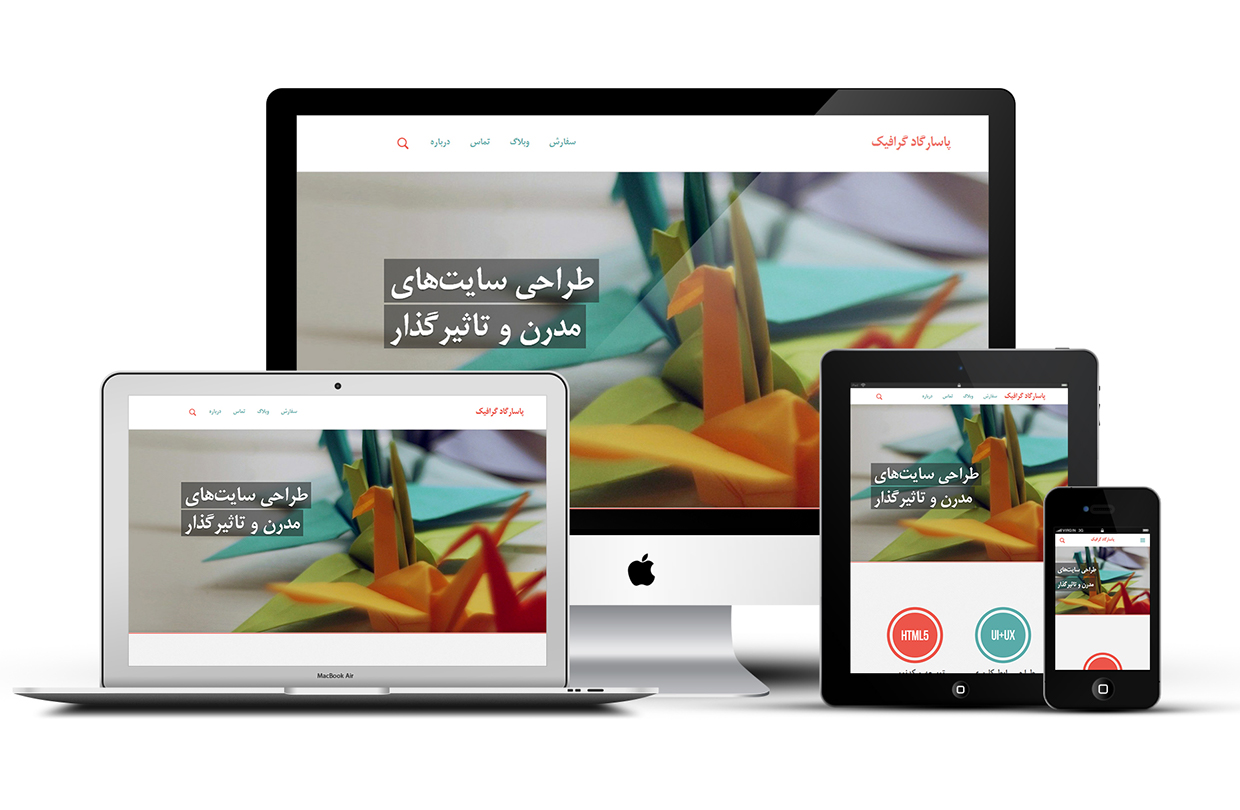 پاسارگاد گرافیک
سفارش
وبلاگ
تماس
درباره
طراحی سایت‌های
مدرن و تاثیرگذار
پاسارگاد گرافیک
سفارش
وبلاگ
تماس
درباره
طراحی سایت‌های
مدرن و تاثیرگذار
MacBook Air
پاسارگاد گرافیک
سفارش
وبلاگ
تماس
درباره
طراحی سایت‌های
مدرن و تاثیرگذار
HTML5
UI+UX
VIRGIN 3G
پاسارگاد گرافیک
طراحی سایت‌های
مدرن و تاثیرگذار